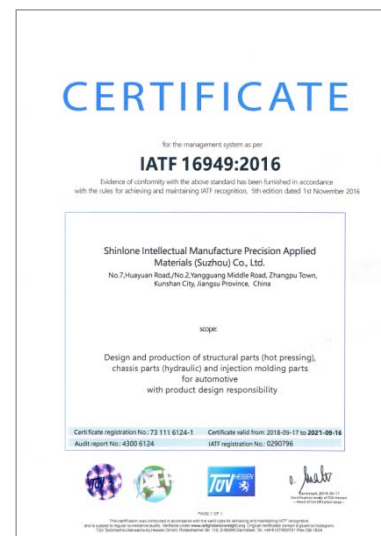 CERTIFICATE
for the management system as per
IATF 16949:2016
Evidence of conformity with the above standard has been furnished in accordance
with the rules for achieving and maintaining IATF recognition, 5th edition dated 1st November 2016
Shinlone Intellectual Manufacture Precision Applied
Materials (Suzhou) Co., Ltd.
No.7,Huayuan Road,/No.2,Yangguang Middle Road, Zhangpu Town,
Kunshan City, Jiangsu Province, China
scope:
Design and production of structural parts (hot pressing),
chassis parts (hydraulic) and injection molding parts
for automotive
with product design responsibility
Certificate registration No.: 73 111 6124-1 Certificate valid from: 2018-09-17 to 2021-09-16
Audit report No.: 4300 6124 IATF registration No.: 0290796
TÜV
TÜV HESSEN
Darmstadt, 2018-09-17
PAGE 1 OF 1